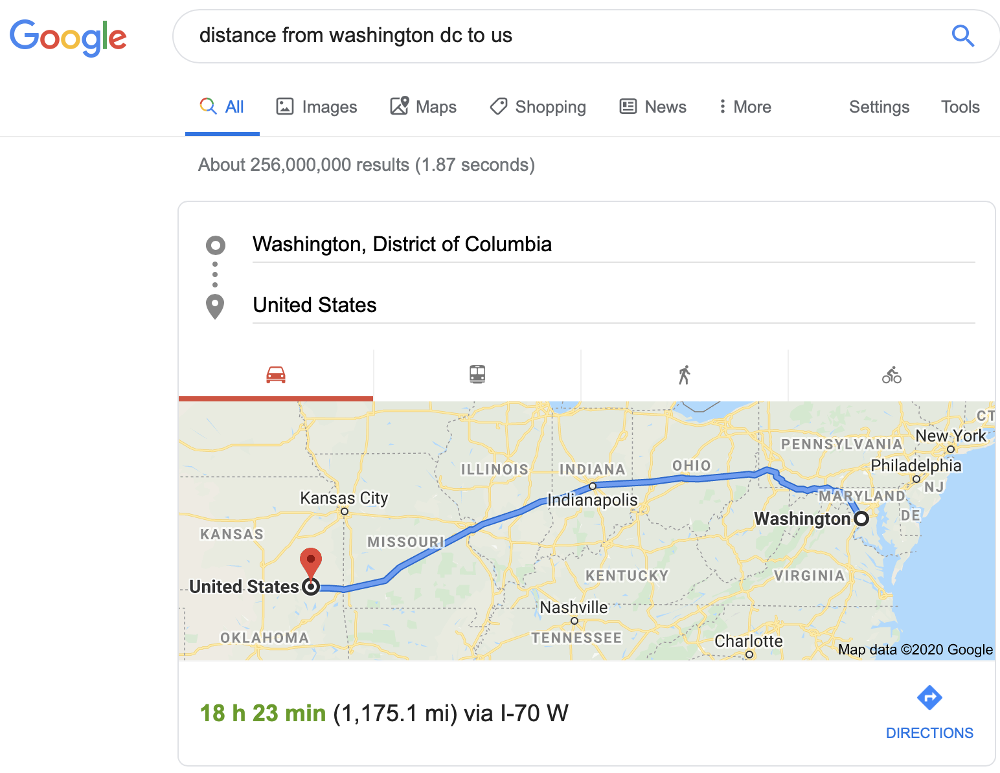 Google
distance from washington dc to us
All Images Maps Shopping News More Settings Tools
About 256,000,000 results (1.87 seconds)
Washington, District of Columbia
United States
CT
New York
PENNSYLVANIA
Philadelphia
ILLINOIS INDIANA OHIO
NJ
Kansas City
Indianapolis
MARYLAND
DE
Washington
KANSAS
MISSOURI
KENTUCKY
VIRGINIA
United States
Nashville
OKLAHOMA
TENNESSEE
Charlotte
Map data ©2020 Google
18 h 23 min (1,175.1 mi) via I-70 W
DIRECTIONS